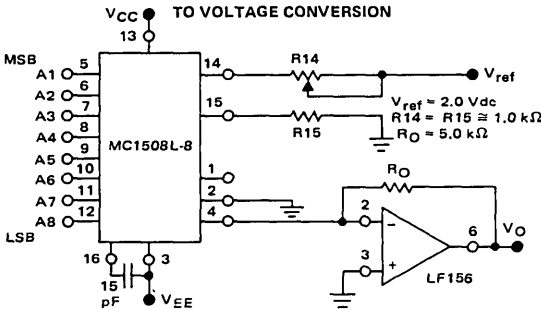 TO VOLTAGE CONVERSION
VCC
13
MSB
A1 5
A2 6
A3 7
A4 8
A5 9
A6 10
A7 11
A8 12
LSB
MC1508L-8
14
R14
Vref
15
R15
Vref = 2.0 Vdc
R14 = R15 ≅ 1.0 kΩ
RO = 5.0 kΩ
1
2
4
RO
2
−
3
+
6
VO
LF156
16
3
15
pF
VEE